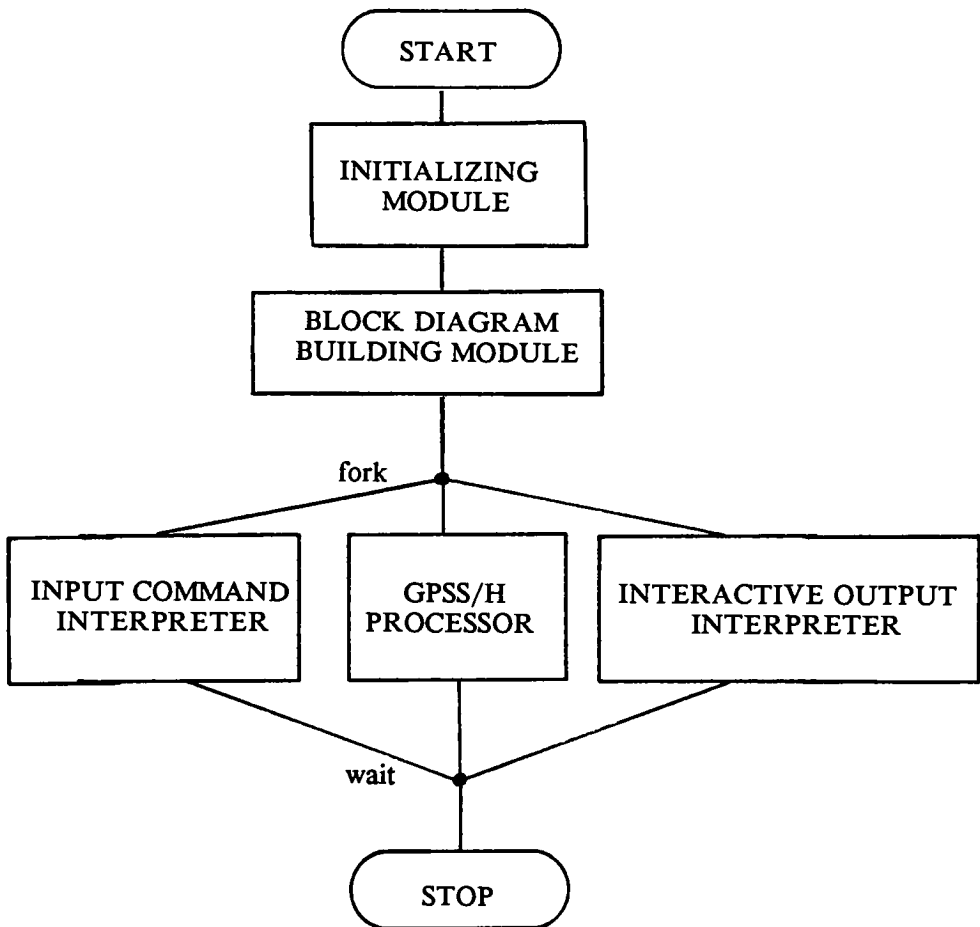 START
INITIALIZING
MODULE
BLOCK DIAGRAM
BUILDING MODULE
fork
INPUT COMMAND
INTERPRETER
GPSS/H
PROCESSOR
INTERACTIVE OUTPUT
INTERPRETER
wait
STOP